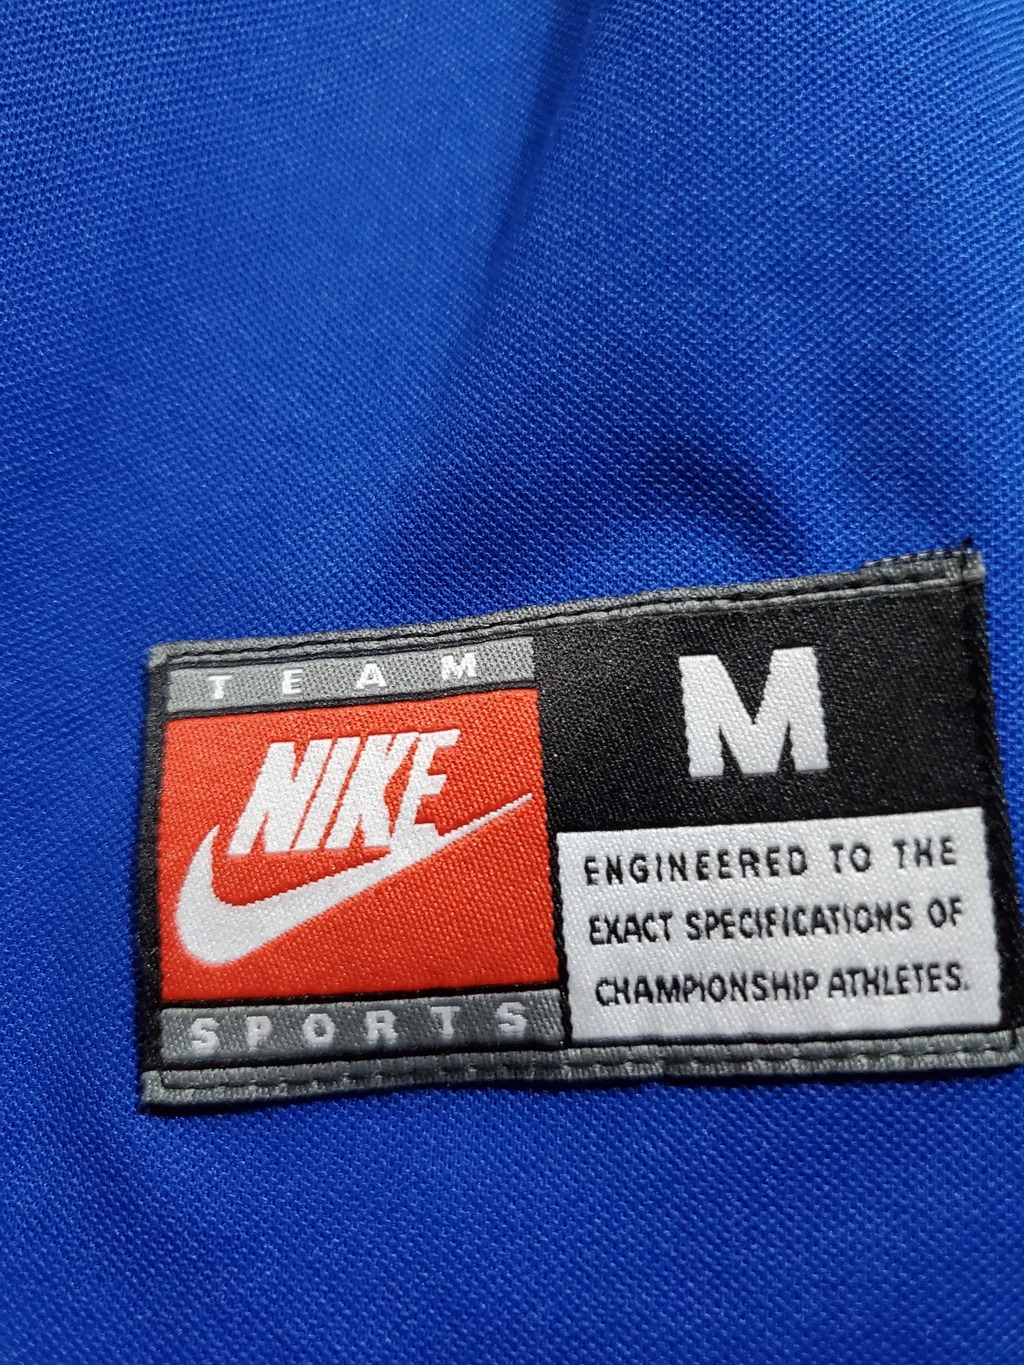 TEAM
NIKE
SPORTS
M
ENGINEERED TO THE
EXACT SPECIFICATIONS OF
CHAMPIONSHIP ATHLETES.